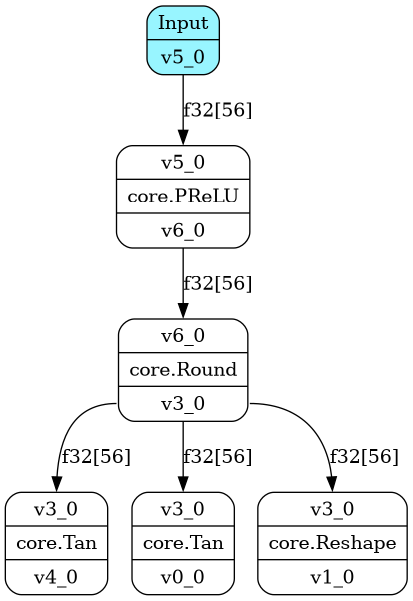 Input
v5_0
f32[56]
v5_0
core.PReLU
v6_0
f32[56]
v6_0
core.Round
v3_0
f32[56]
f32[56]
f32[56]
v3_0
core.Tan
v4_0
v3_0
core.Tan
v0_0
v3_0
core.Reshape
v1_0